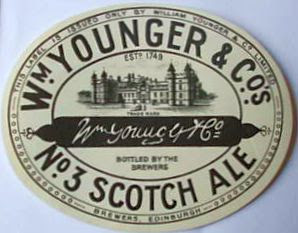 THIS LABEL IS ISSUED ONLY BY WILLIAM YOUNGER & CO. LIMITED
WM. YOUNGER & CO'S
ESTD. 1749
TRADE MARK
Wm Younger & Co
BOTTLED BY THE
BREWERS
No. 3 SCOTCH ALE
BREWERS, EDINBURGH